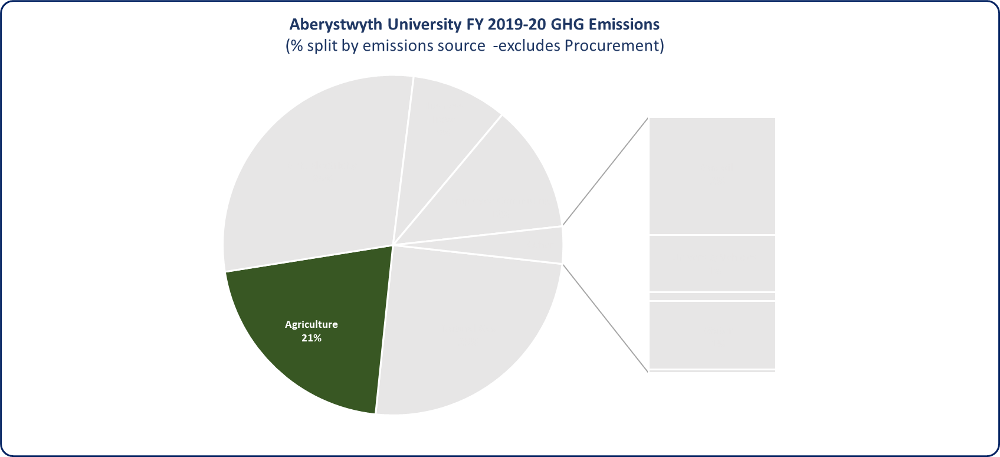 Aberystwyth University FY 2019-20 GHG Emissions
(% split by emissions source -excludes Procurement)
Agriculture
21%